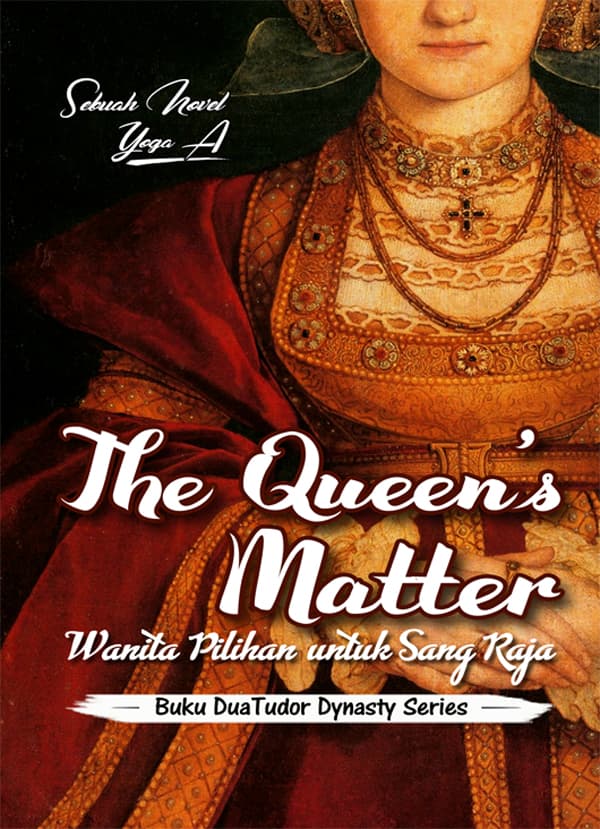 Sebuah Novel
Yoga A
The Queen's
Matter
Wanita Pilihan untuk Sang Raja
Buku DuaTudor Dynasty Series